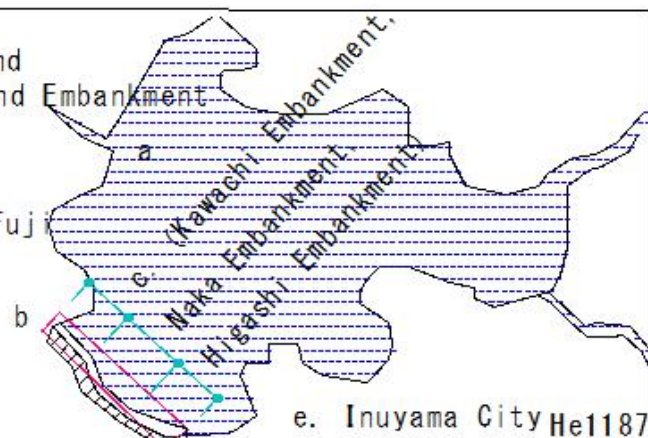 nd
nd Embankment
a
c. (Kawachi Embankment,
Naka Embankment,
Higashi Embankment)
Fuji
b
e. Inuyama City He1187